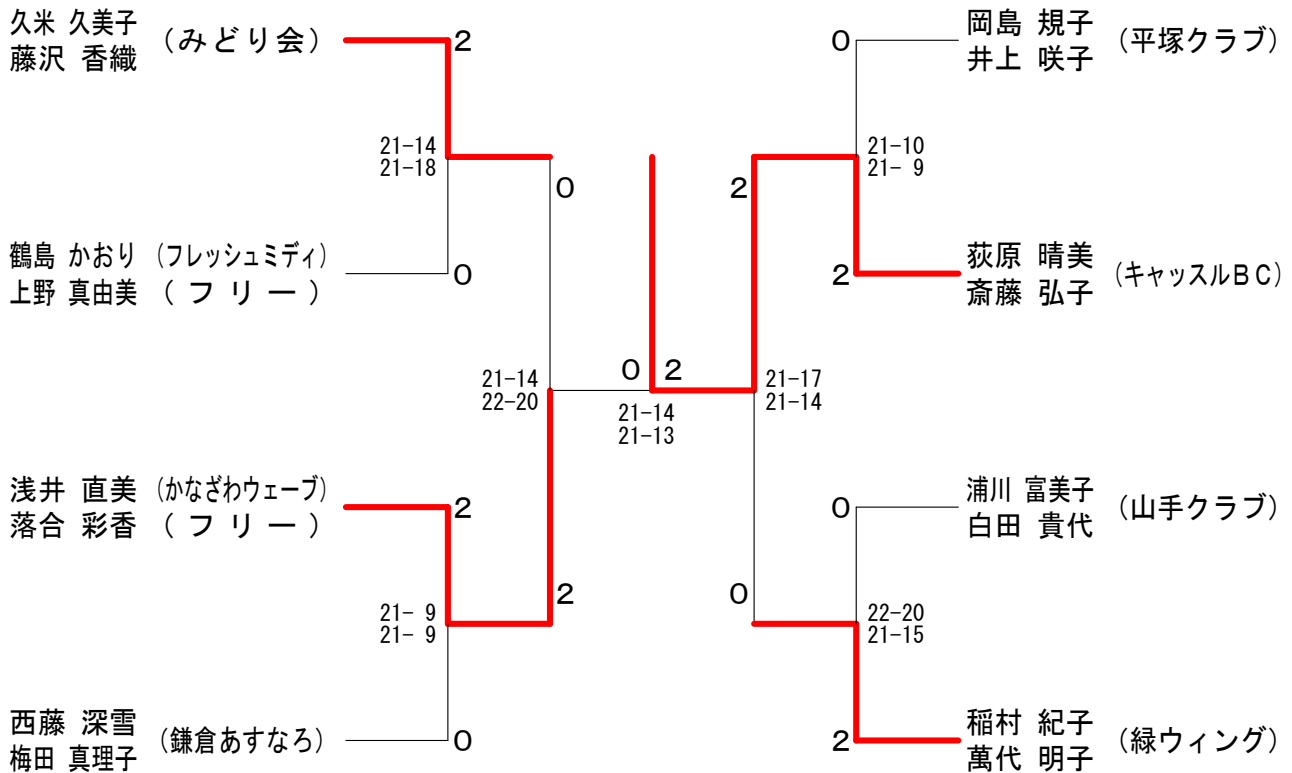 久米 久美子
藤沢 香織
(みどり会)
2
21-14
21-18
0
鶴島 かおり (フレッシュミディ)
上野 真由美 (フリー)
0
21-14
22-20
浅井 直美 (かなざわウェーブ)
落合 彩香 (フリー)
2
21- 9
21- 9
2
西藤 深雪
梅田 真理子
(鎌倉あすなろ)
0
0 2
21-14
21-13
0
岡島 規子
井上 咲子
(平塚クラブ)
2
21-10
21- 9
2
荻原 晴美
斎藤 弘子
(キャッスルBC)
21-17
21-14
0
浦川 富美子
白田 貴代
(山手クラブ)
0
22-20
21-15
2
稲村 紀子
萬代 明子
(緑ウィング)